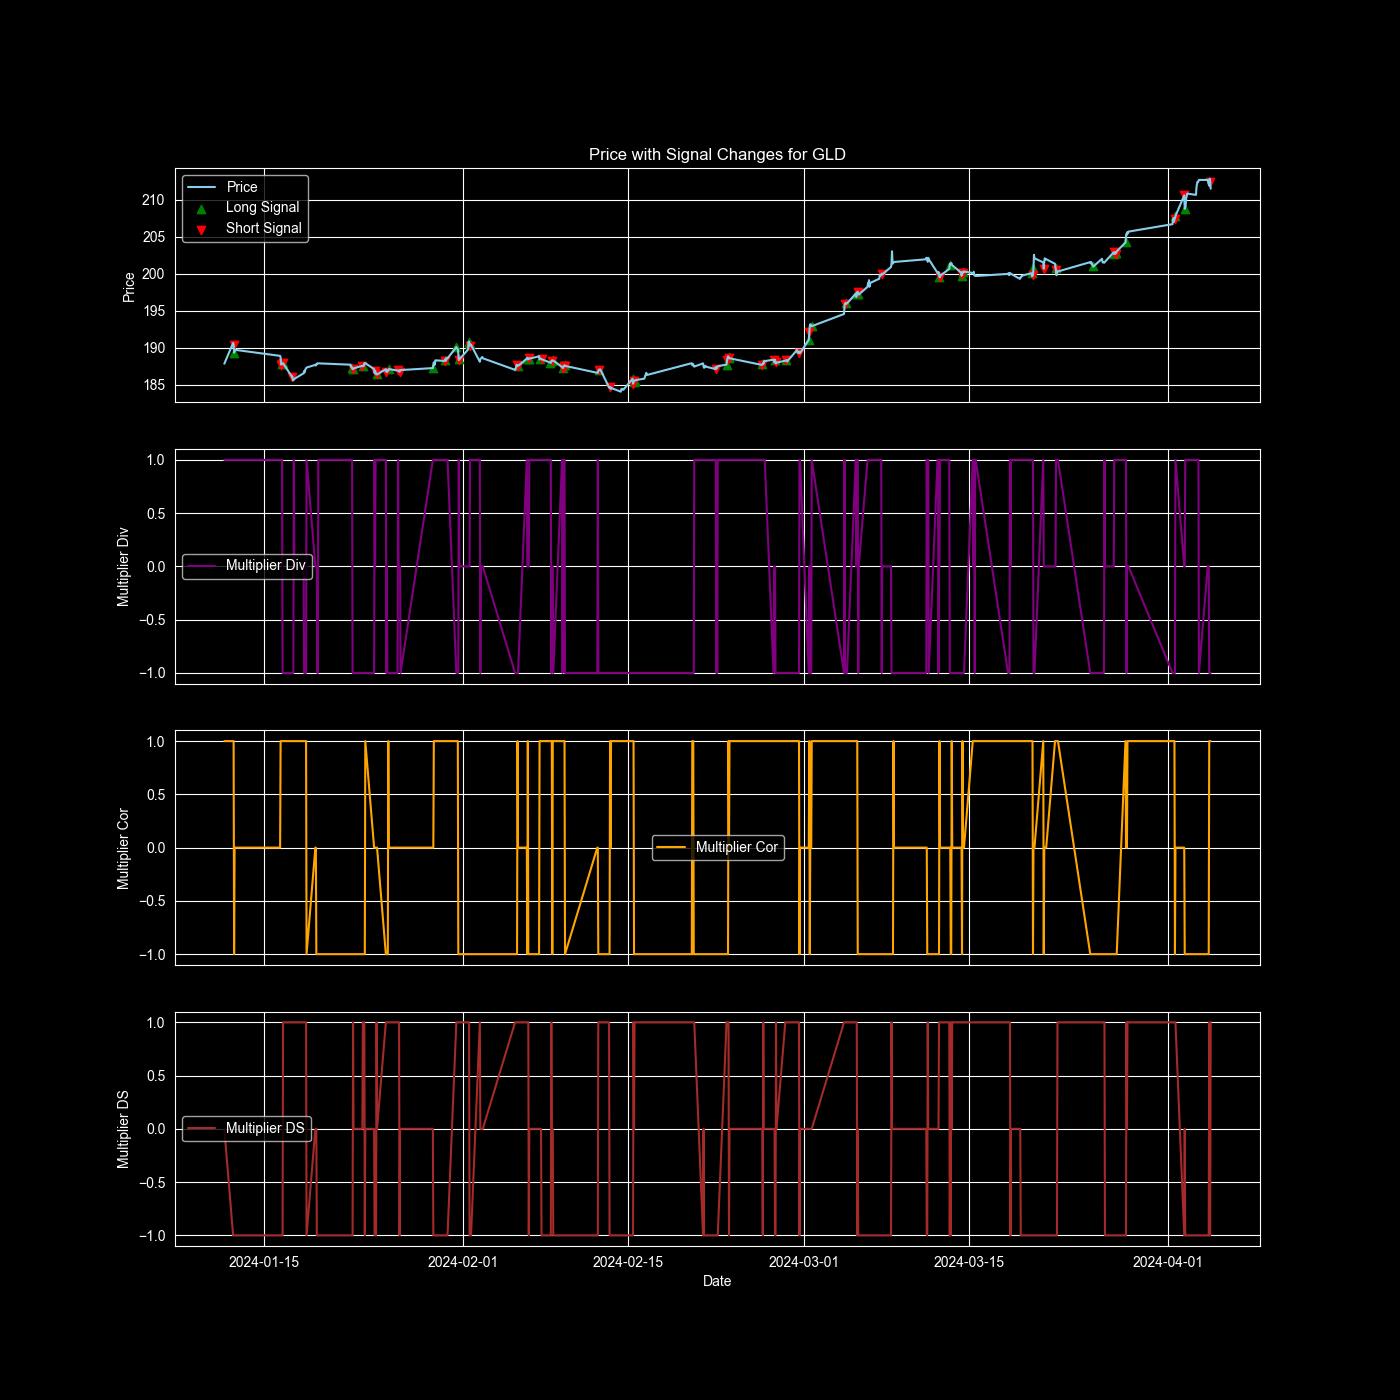 Price with Signal Changes for GLD
Price
Long Signal
Short Signal
210
205
200
195
190
185
Price
1.0
0.5
0.0
−0.5
−1.0
Multiplier Div
Multiplier Div
1.0
0.5
0.0
−0.5
−1.0
Multiplier Cor
Multiplier Cor
1.0
0.5
0.0
−0.5
−1.0
Multiplier DS
Multiplier DS
2024-01-15 2024-02-01 2024-02-15 2024-03-01 2024-03-15 2024-04-01
Date